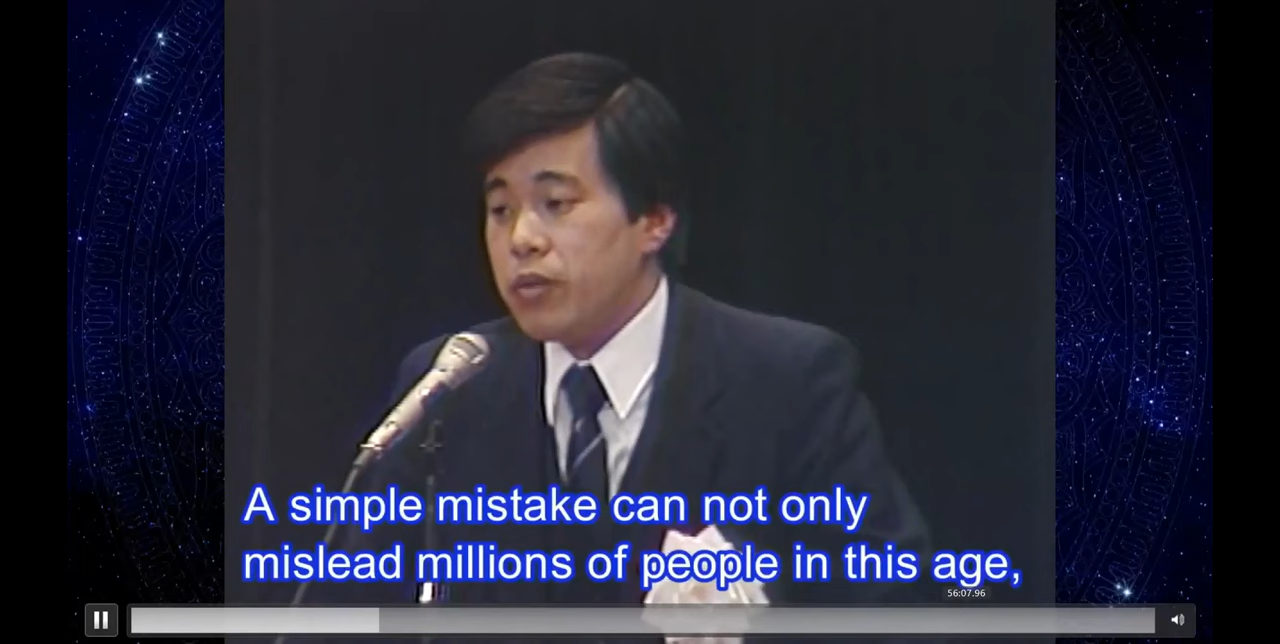 A simple mistake can not only
mislead millions of people in this age,
56:07.96